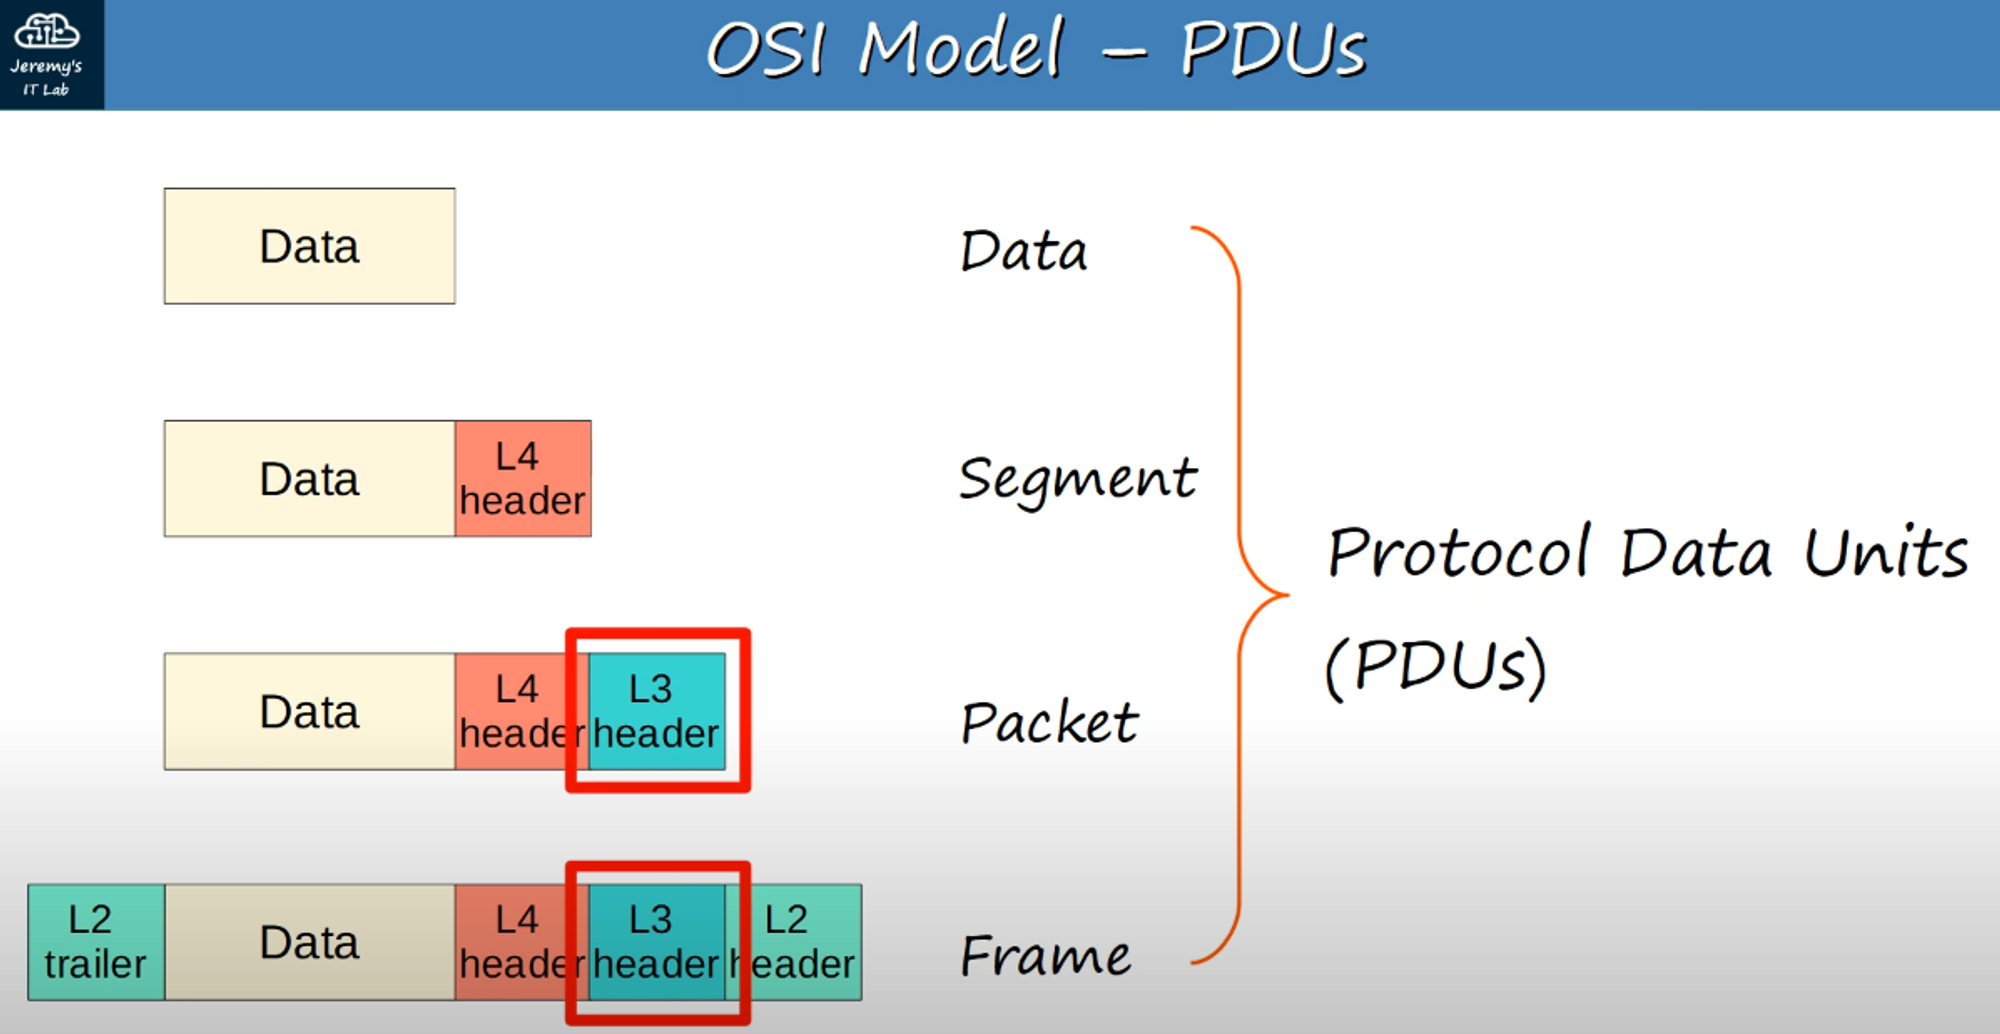 Jeremy's
IT Lab
OSI Model – PDUs
Data
Data
Data
L4
header
Segment
Protocol Data Units
(PDUs)
Data
L4
header
L3
header
Packet
L2
trailer
Data
L4
header
L3
header
L2
header
Frame